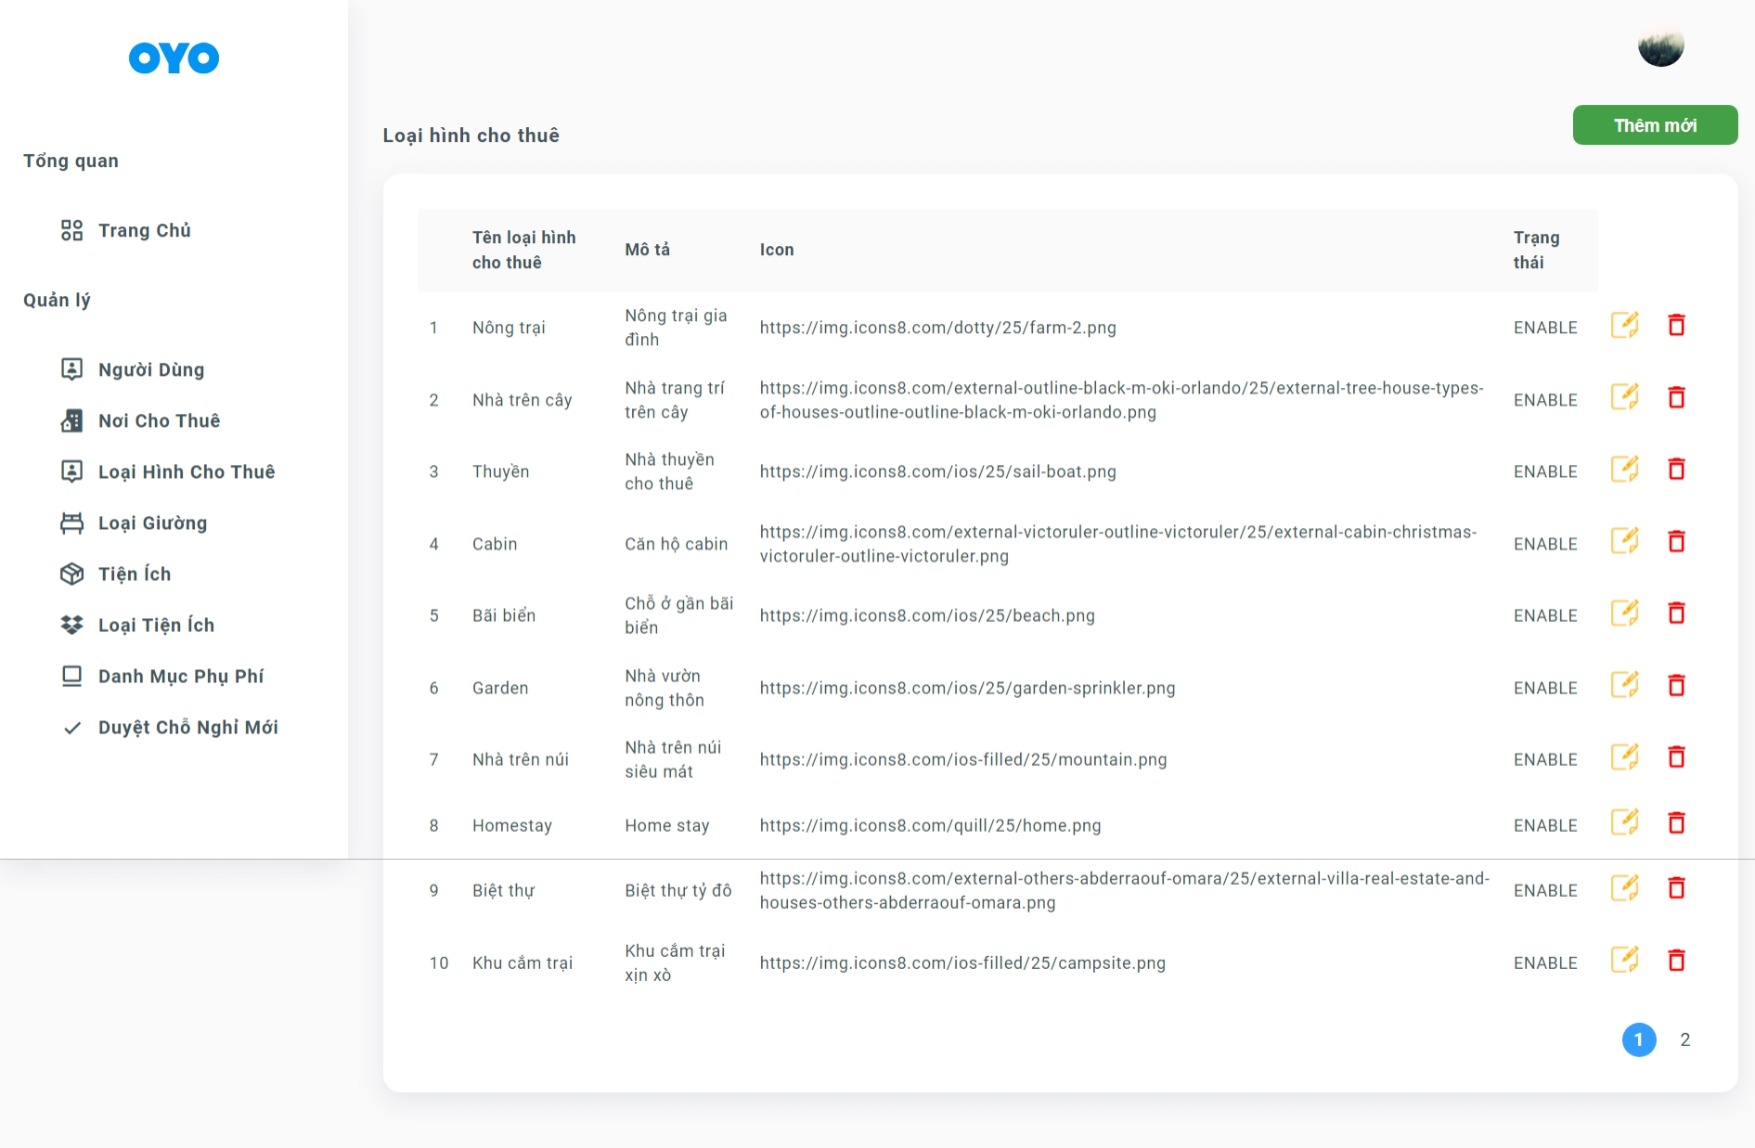 OYO
Tổng quan
Trang Chủ
Quản lý
Người Dùng
Nơi Cho Thuê
Loại Hình Cho Thuê
Loại Giường
Tiện Ích
Loại Tiện Ích
Danh Mục Phụ Phí
Duyệt Chỗ Nghỉ Mới
Loại hình cho thuê
Thêm mới
Tên loại hình
cho thuê
Mô tả
Icon
Trạng
thái
1
Nông trại
Nông trại gia
đình
https://img.icons8.com/dotty/25/farm-2.png
ENABLE
2
Nhà trên cây
Nhà trang trí
trên cây
https://img.icons8.com/external-outline-black-m-oki-orlando/25/external-tree-house-types-
of-houses-outline-outline-black-m-oki-orlando.png
ENABLE
3
Thuyền
Nhà thuyền
cho thuê
https://img.icons8.com/ios/25/sail-boat.png
ENABLE
4
Cabin
Căn hộ cabin
https://img.icons8.com/external-victoruler-outline-victoruler/25/external-cabin-christmas-
victoruler-outline-victoruler.png
ENABLE
5
Bãi biển
Chỗ ở gần bãi
biển
https://img.icons8.com/ios/25/beach.png
ENABLE
6
Garden
Nhà vườn
nông thôn
https://img.icons8.com/ios/25/garden-sprinkler.png
ENABLE
7
Nhà trên núi
Nhà trên núi
siêu mát
https://img.icons8.com/ios-filled/25/mountain.png
ENABLE
8
Homestay
Home stay
https://img.icons8.com/quill/25/home.png
ENABLE
9
Biệt thự
Biệt thự tỷ đô
https://img.icons8.com/external-others-abderraouf-omara/25/external-villa-real-estate-and-
houses-others-abderraouf-omara.png
ENABLE
10
Khu cắm trại
Khu cắm trại
xịn xò
https://img.icons8.com/ios-filled/25/campsite.png
ENABLE
1
2